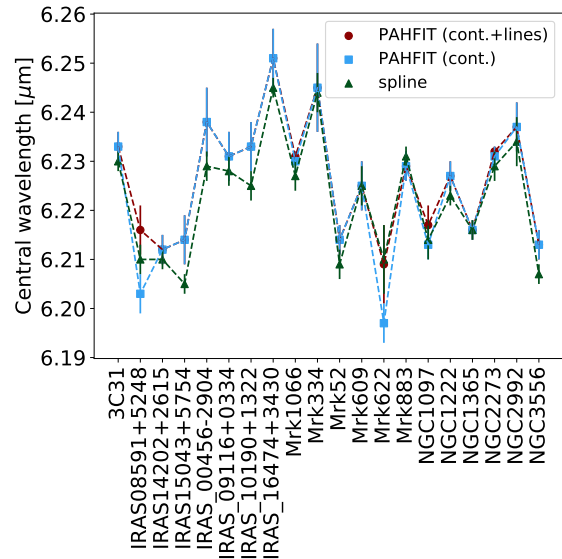 PAHFIT (cont.+lines)
PAHFIT (cont.)
spline
Central wavelength [μm]
6.26
6.25
6.24
6.23
6.22
6.21
6.20
6.19
3C31
IRAS08591+5248
IRAS14202+2615
IRAS15043+5754
IRAS_00456-2904
IRAS_09116+0334
IRAS_10190+1322
IRAS_16474+3430
Mrk1066
Mrk334
Mrk52
Mrk609
Mrk622
Mrk883
NGC1097
NGC1222
NGC1365
NGC2273
NGC2992
NGC3556